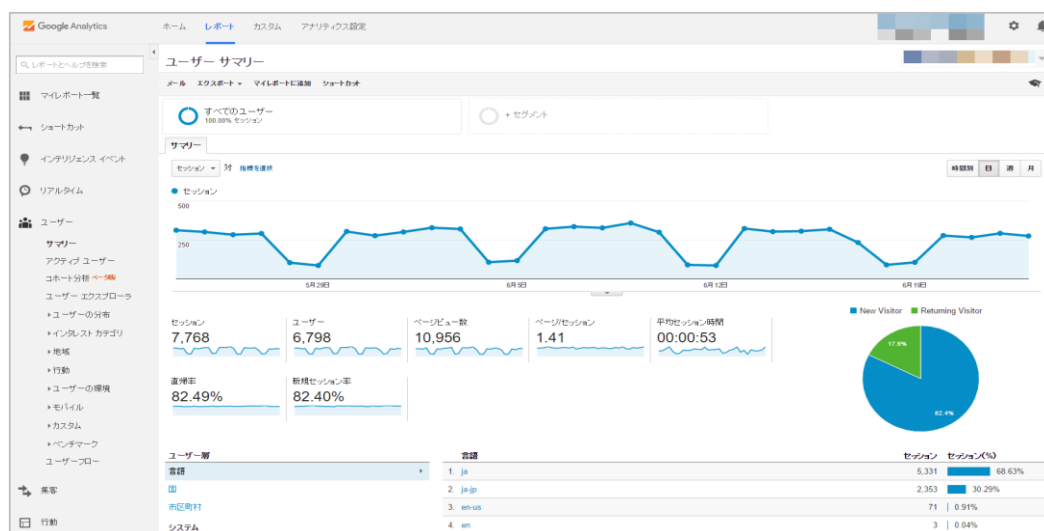 Google Analytics
ホーム レポート カスタム アナリティクス設定
レポートとヘルプを検索
ユーザー サマリー
メール エクスポート マイレポートに追加 ショートカット
マイレポート一覧
すべてのユーザー
100.00% セッション
+ セグメント
ショートカット
サマリー
インテリジェンス イベント
セッション 対 指標を選択
時間別 日 週 月
リアルタイム
セッション
500
250
ユーザー
サマリー
アクティブ ユーザー
コホート分析 ベータ版
ユーザー エクスプローラ
ユーザーの分布
インタレスト カテゴリ
地域
行動
ユーザーの環境
モバイル
カスタム
ベンチマーク
ユーザーフロー
集客
行動
5月29日 6月5日 6月12日 6月19日
セッション
7,768
ユーザー
6,798
ページビュー数
10,956
ページ/セッション
1.41
平均セッション時間
00:00:53
直帰率
82.49%
新規セッション率
82.40%
New Visitor Returning Visitor
17.6%
82.4%
ユーザー層
言語
国
市区町村
システム
言語 セッション セッション(%)
1. ja 5,331 68.63%
2. ja-jp 2,353 30.29%
3. en-us 71 0.91%
4. en 3 0.04%